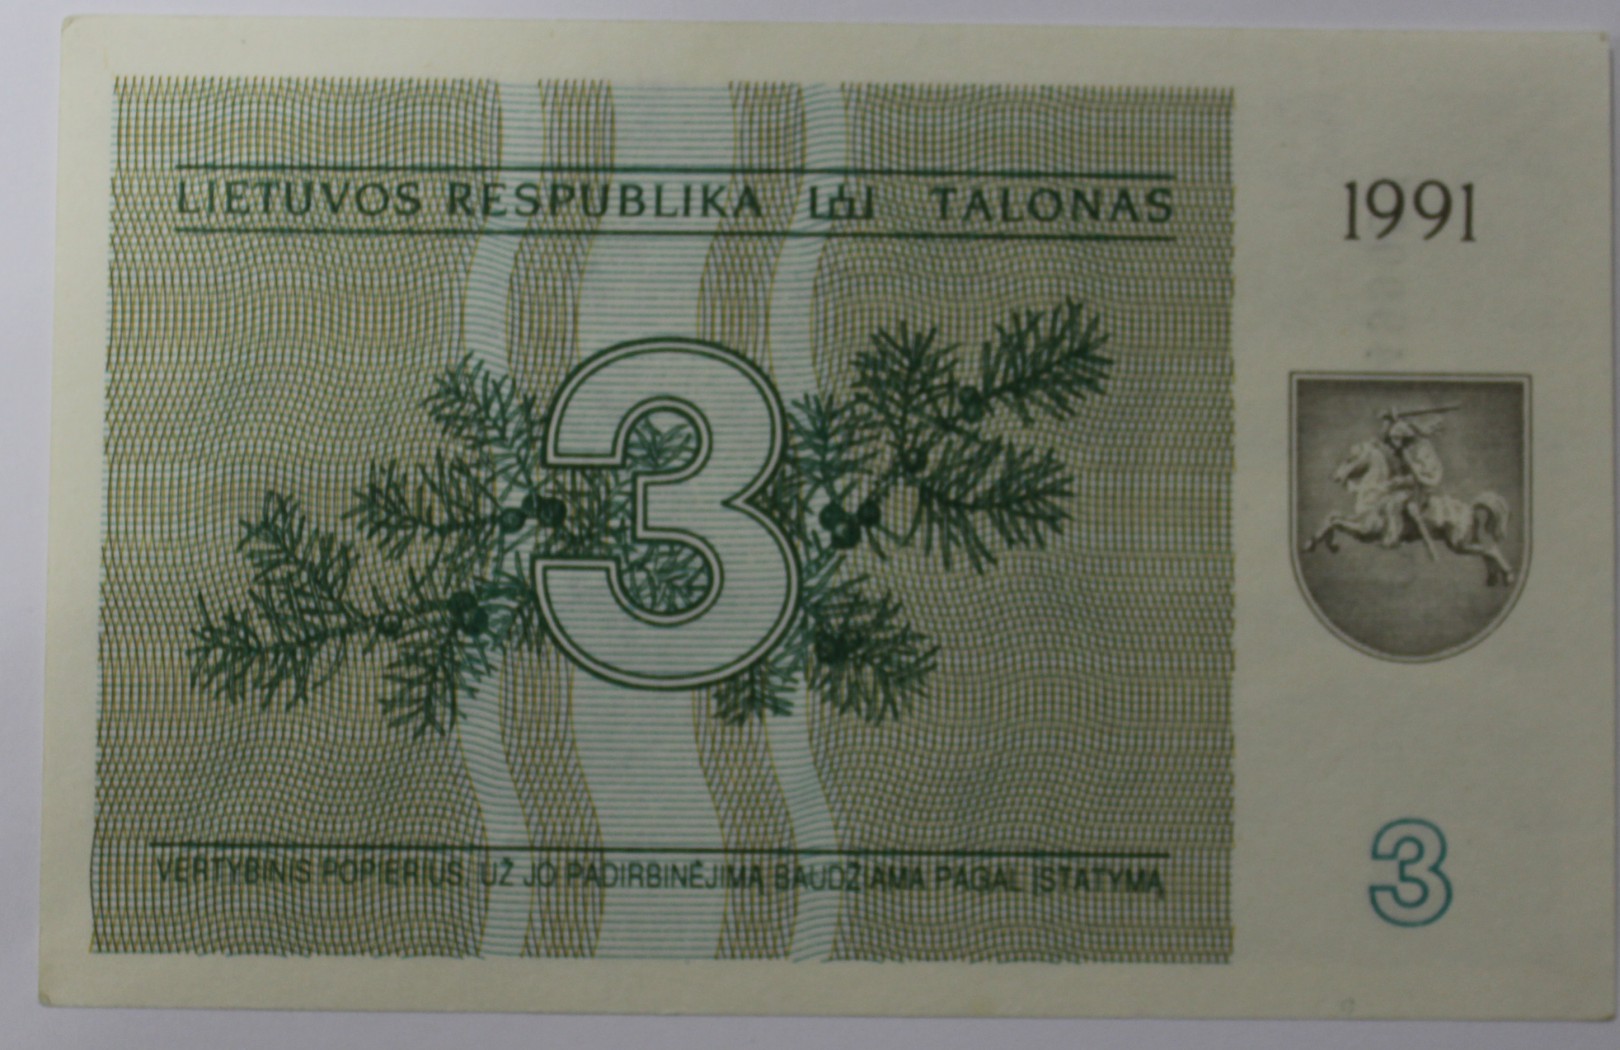 LIETUVOS RESPUBLIKA TALONAS
1991
3
VERTYBINIS POPIERIUS, UŽ JO PADIRBINĖJIMĄ BAUDŽIAMA PAGAL ĮSTATYMĄ
3